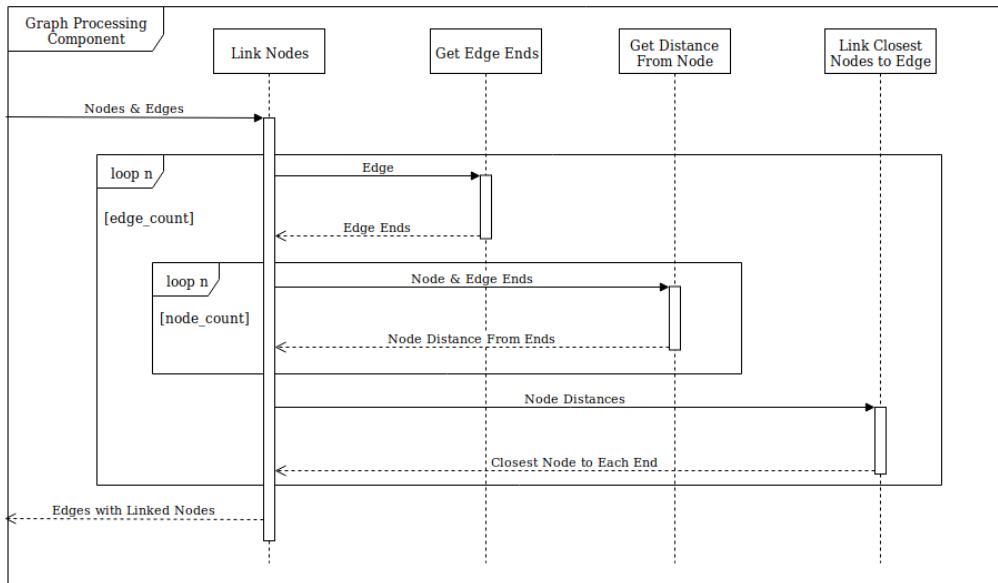 Graph Processing
Component
Link Nodes
Get Edge Ends
Get Distance
From Node
Link Closest
Nodes to Edge
Nodes & Edges
loop n
Edge
[edge_count]
Edge Ends
loop n
Node & Edge Ends
[node_count]
Node Distance From Ends
Node Distances
Closest Node to Each End
Edges with Linked Nodes